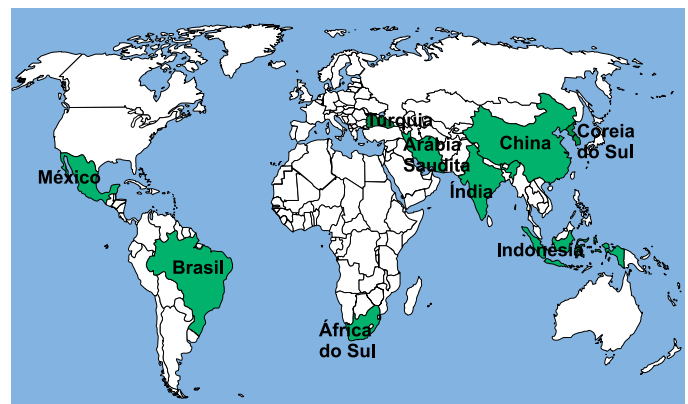 Turquia
Arábia
Saudita
China
Coreia
do Sul
México
Índia
Indonésia
Brasil
África
do Sul